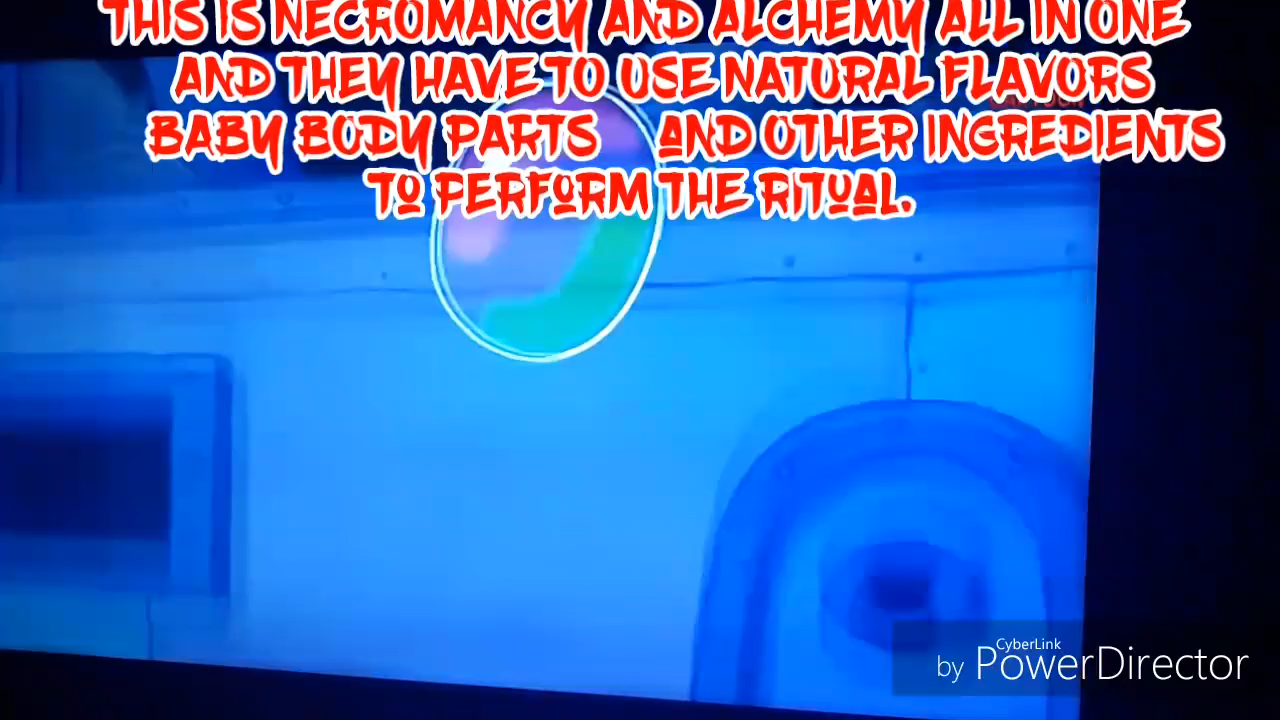 THIS IS NECROMANCY AND ALCHEMY ALL IN ONE
AND THEY HAVE TO USE NATURAL FLAVORS
BABY BODY PARTS AND OTHER INGREDIENTS
TO PERFORM THE RITUAL.
CyberLink
by PowerDirector